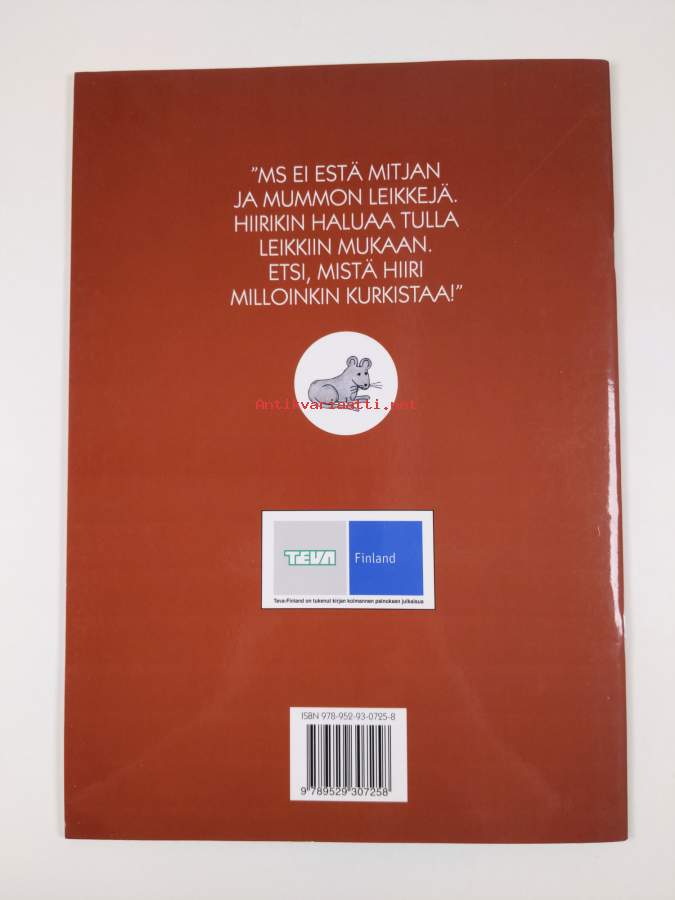 "MS EI ESTÄ MITJAN
JA MUMMON LEIKKEJÄ.
HIIRIKIN HALUAA TULLA
LEIKKIIN MUKAAN.
ETSI, MISTÄ HIIRI
MILLOINKIN KURKISTAA!"
Antikvariaatti.net
TEVA
Finland
Teva-Finland on tukenut kirjan kolmannen painoksen julkaisua
ISBN 978-952-93-0725-8
9 789529 307258